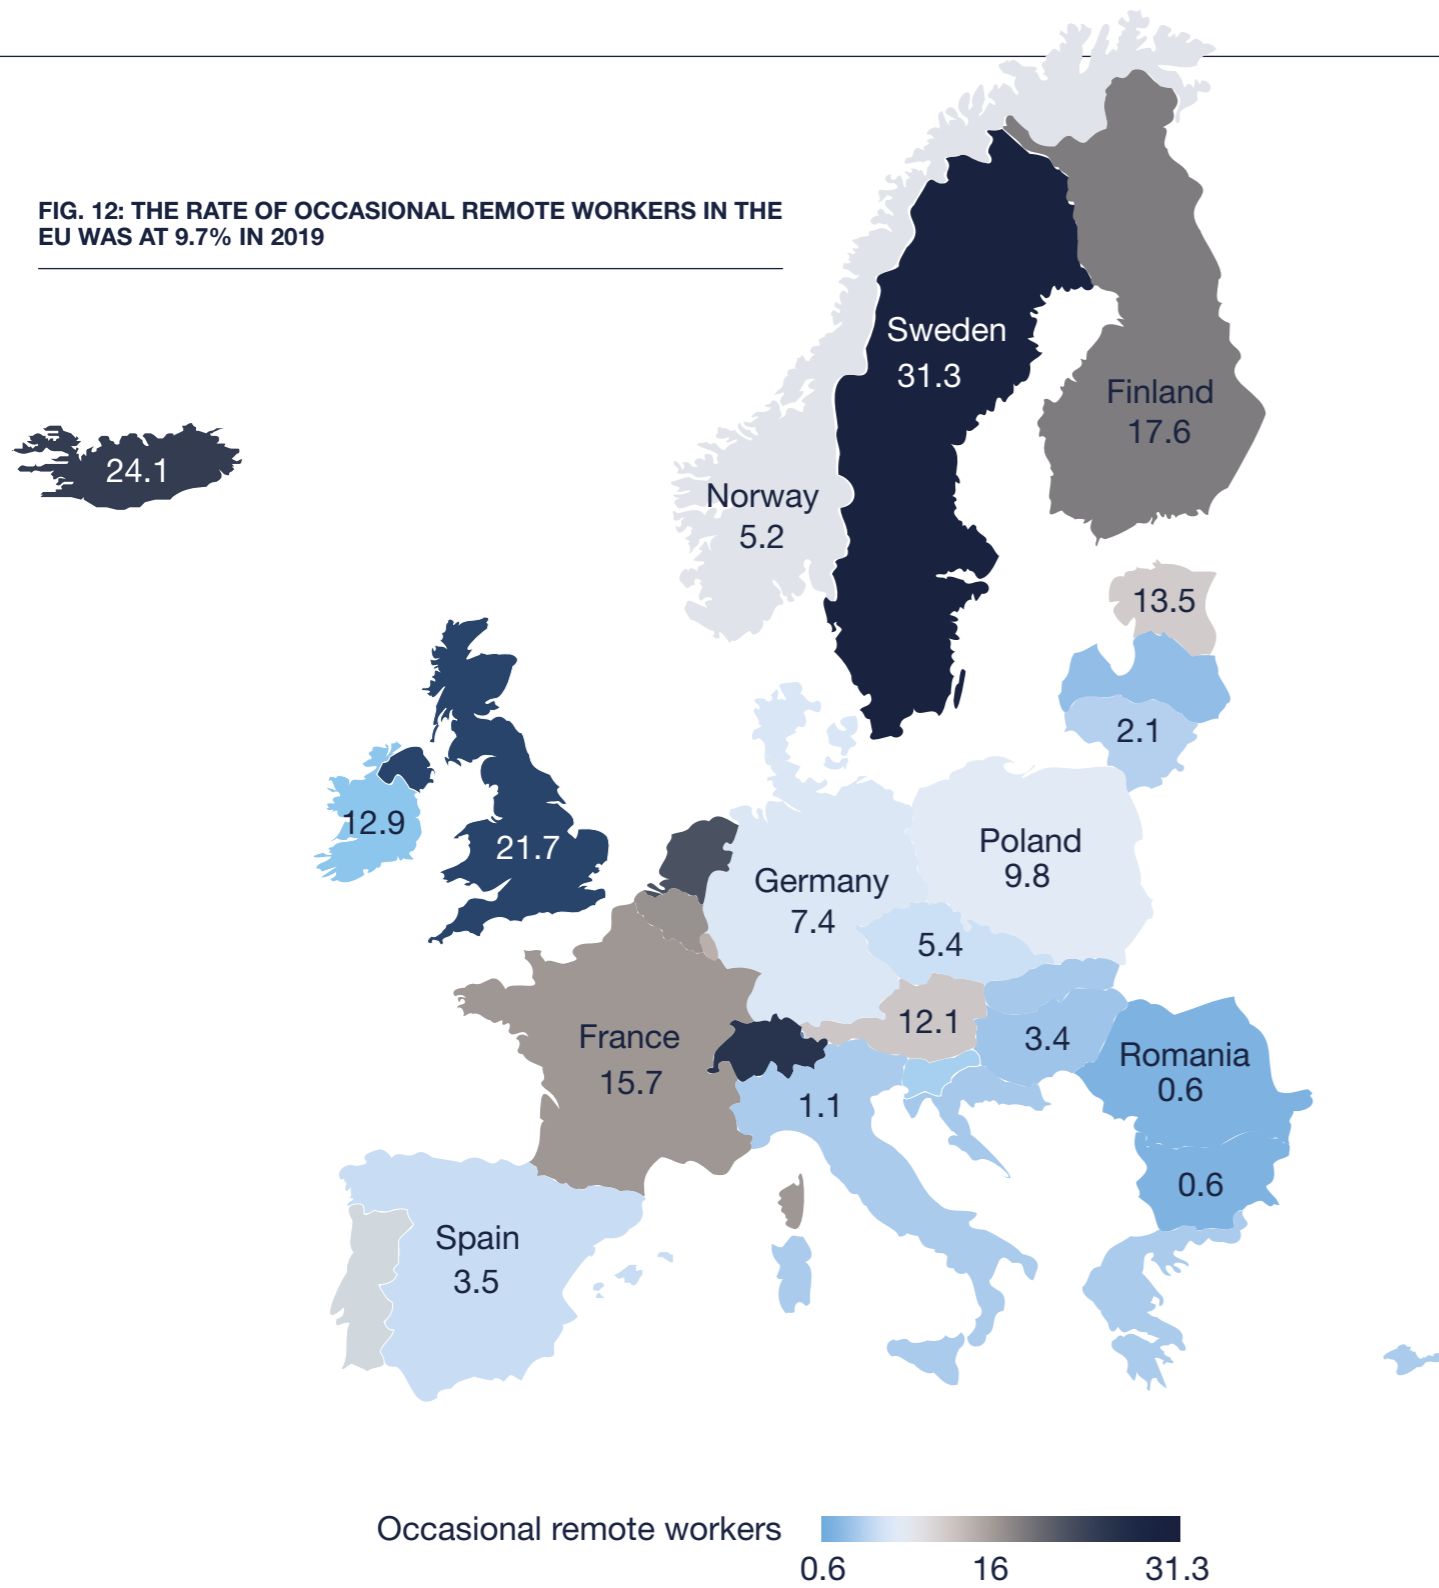 FIG. 12: THE RATE OF OCCASIONAL REMOTE WORKERS IN THE
EU WAS AT 9.7% IN 2019
Sweden
31.3
Finland
17.6
24.1
Norway
5.2
13.5
2.1
12.9
21.7
Poland
9.8
Germany
7.4
5.4
12.1
3.4
France
15.7
Romania
0.6
1.1
0.6
Spain
3.5
Occasional remote workers
0.6 16 31.3